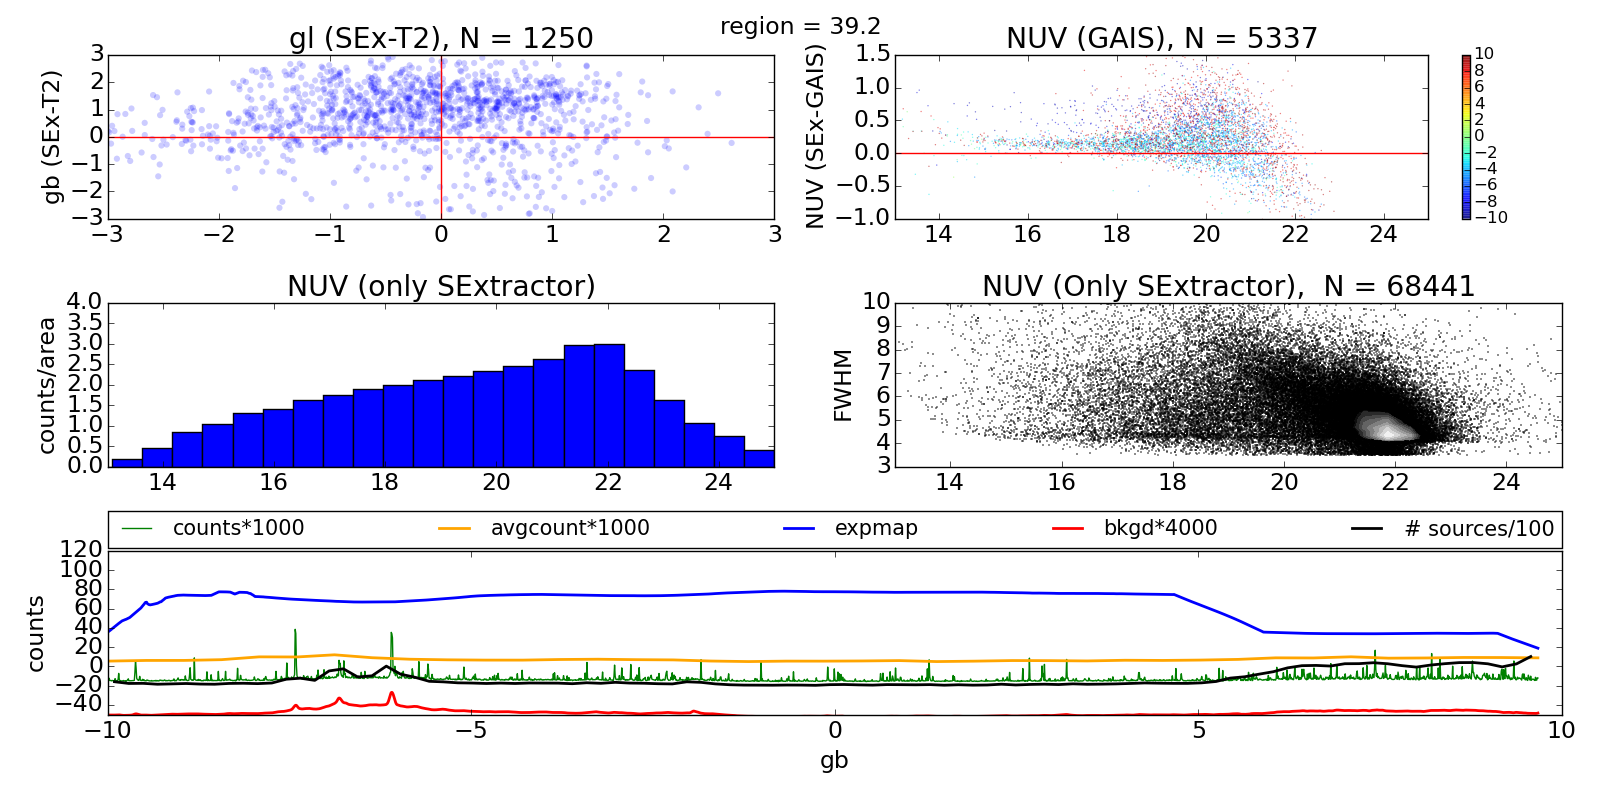 region = 39.2
gl (SEx-T2), N = 1250
gb (SEx-T2)
3
2
1
0
−1
−2
−3
−3 −2 −1 0 1 2 3
NUV (GAIS), N = 5337
NUV (SEx-GAIS)
1.5
1.0
0.5
0.0
−0.5
−1.0
14 16 18 20 22 24
10
8
6
4
2
0
−2
−4
−6
−8
−10
NUV (only SExtractor)
counts/area
4.0
3.5
3.0
2.5
2.0
1.5
1.0
0.5
0.0
14 16 18 20 22 24
NUV (Only SExtractor), N = 68441
FWHM
10
9
8
7
6
5
4
3
14 16 18 20 22 24
counts*1000 avgcount*1000 expmap bkgd*4000 # sources/100
counts
120
100
80
60
40
20
0
−20
−40
−10 −5 0 5 10
gb